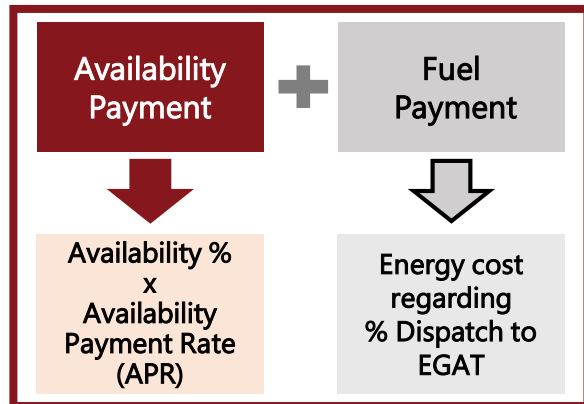 Availability
Payment
Fuel
Payment
Availability %
x
Availability
Payment Rate
(APR)
Energy cost
regarding
% Dispatch to
EGAT